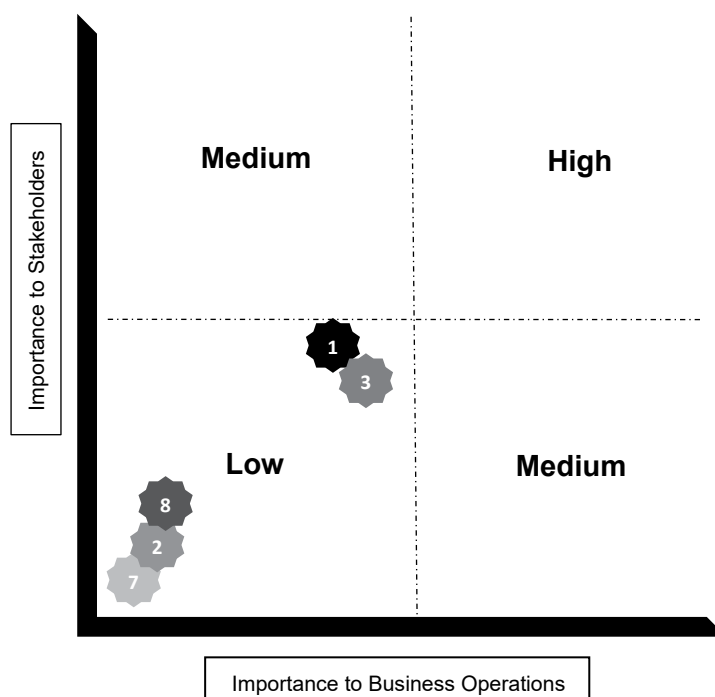 Importance to Stakeholders
Medium
High
1
3
Low
Medium
8
2
7
Importance to Business Operations